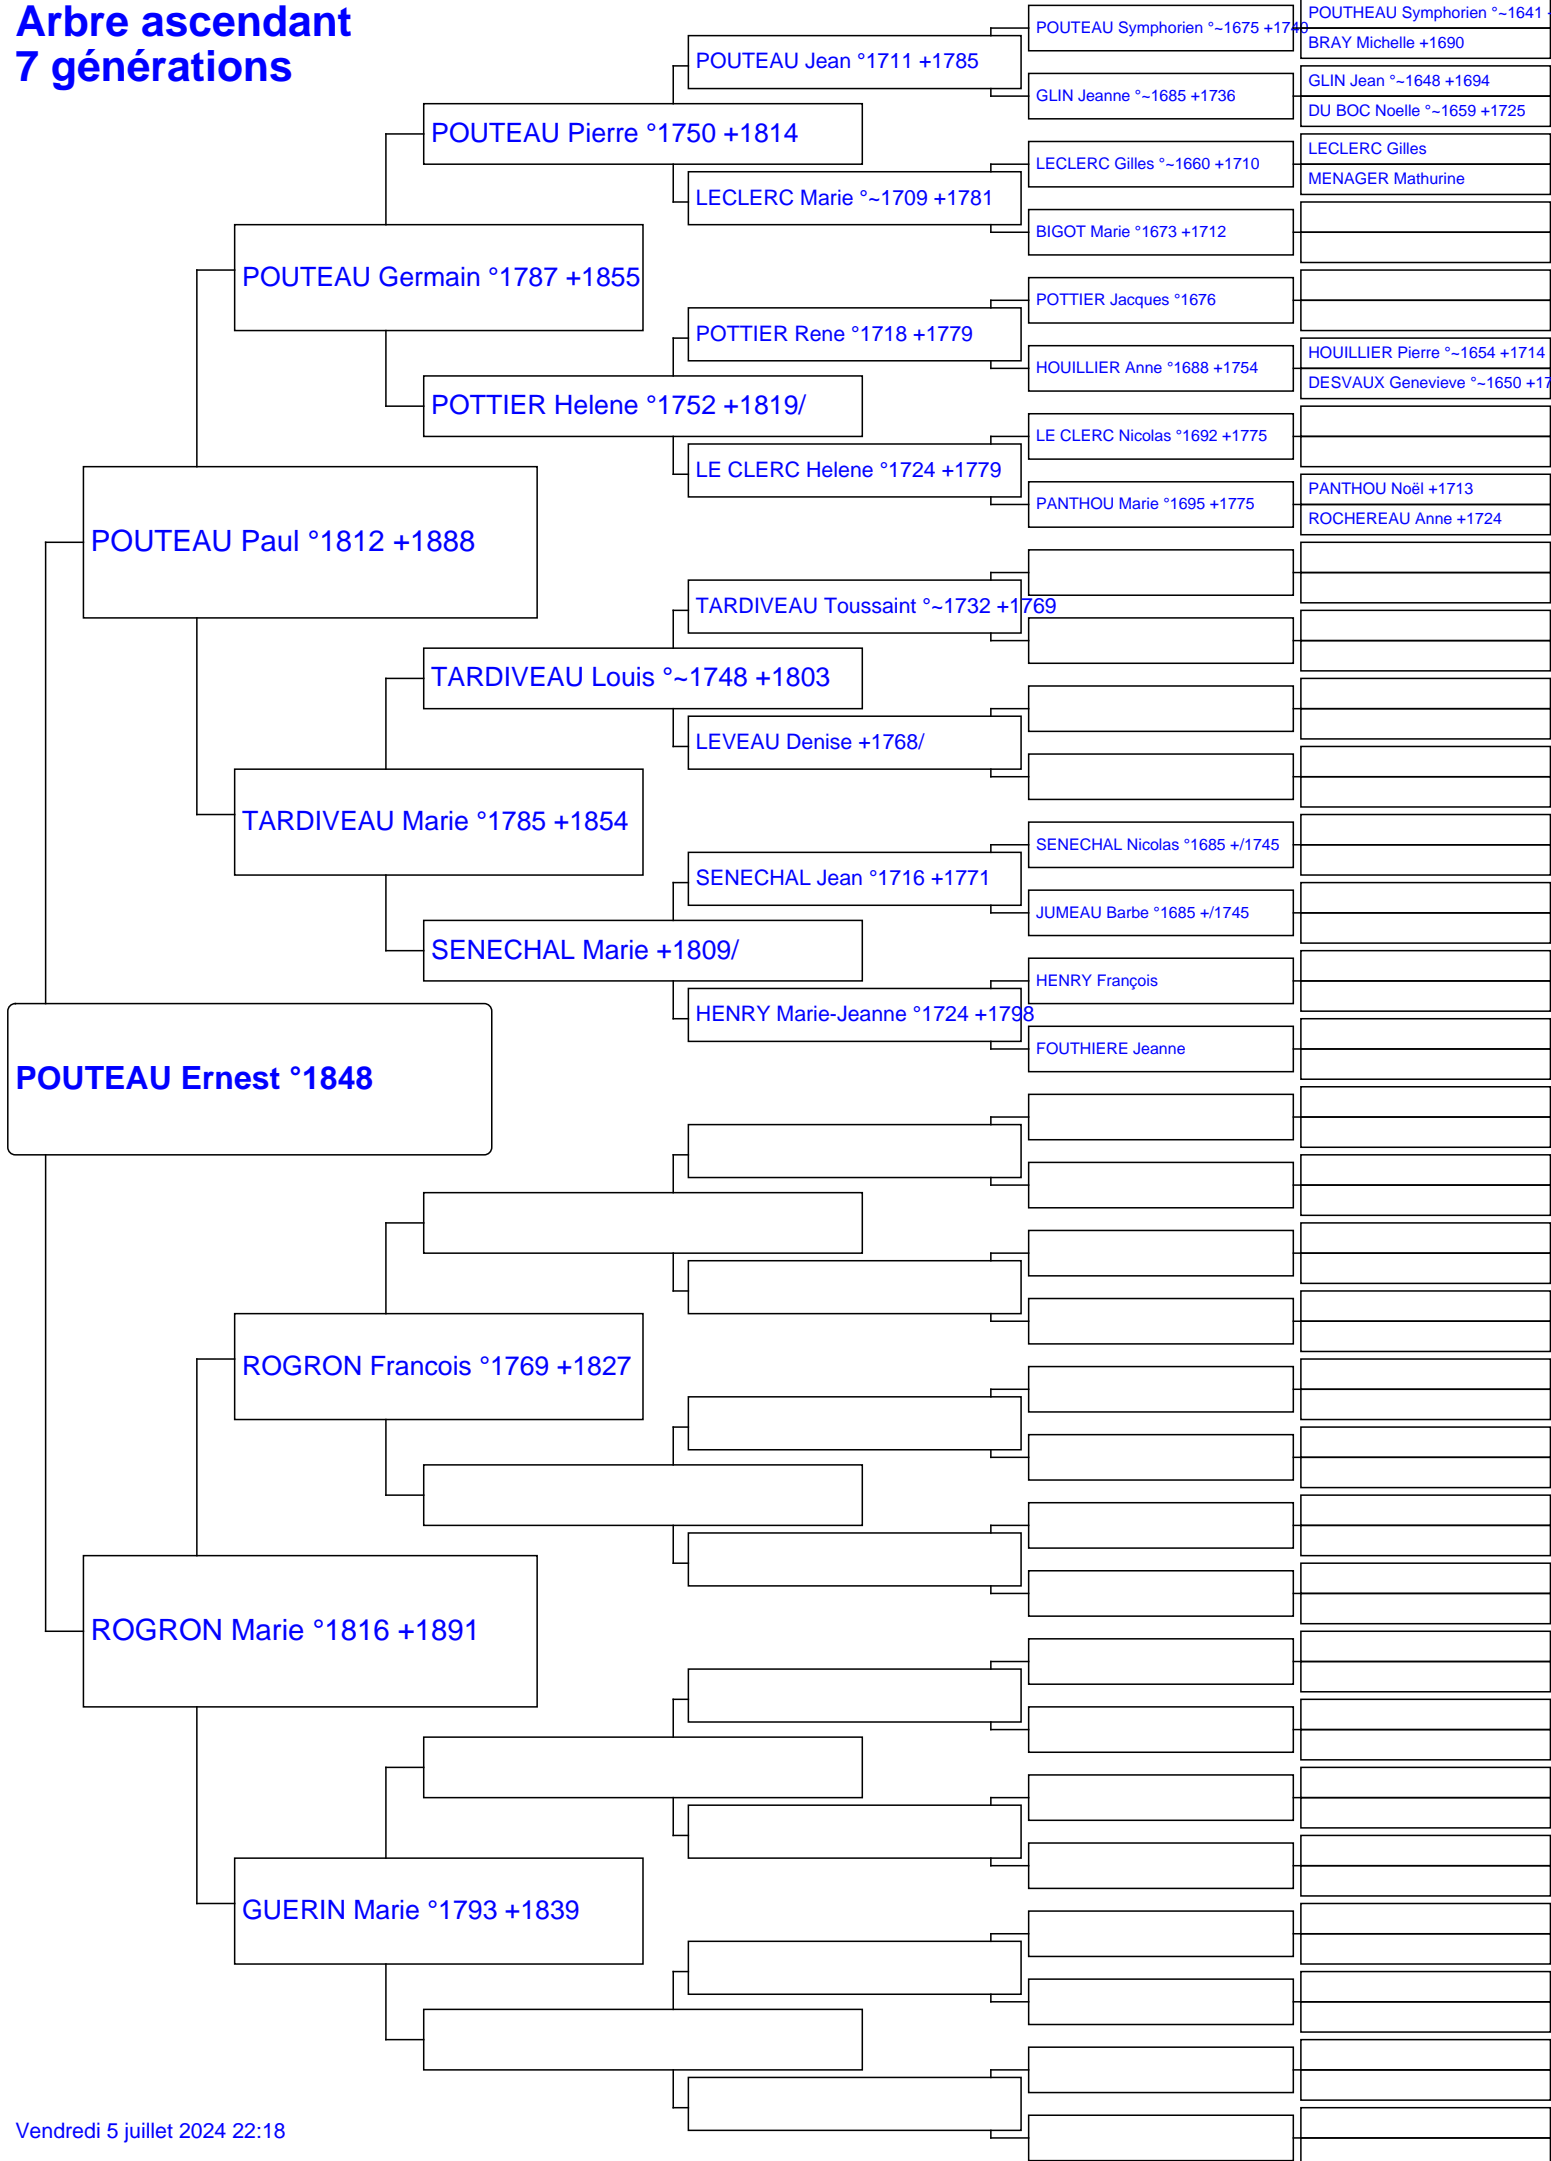 Arbre ascendant
7 générations
POUTEAU Ernest °1848
POUTEAU Paul °1812 +1888
ROGRON Marie °1816 +1891
POUTEAU Germain °1787 +1855
TARDIVEAU Marie °1785 +1854
ROGRON Francois °1769 +1827
GUERIN Marie °1793 +1839
POUTEAU Pierre °1750 +1814
POTTIER Helene °1752 +1819/
TARDIVEAU Louis °~1748 +1803
SENECHAL Marie +1809/
POUTEAU Jean °1711 +1785
LECLERC Marie °~1709 +1781
POTTIER Rene °1718 +1779
LE CLERC Helene °1724 +1779
TARDIVEAU Toussaint °~1732 +1769
LEVEAU Denise +1768/
SENECHAL Jean °1716 +1771
HENRY Marie-Jeanne °1724 +1798
POUTEAU Symphorien °~1675 +1740
GLIN Jeanne °~1685 +1736
LECLERC Gilles °~1660 +1710
BIGOT Marie °1673 +1712
POTTIER Jacques °1676
HOUILLIER Anne °1688 +1754
LE CLERC Nicolas °1692 +1775
PANTHOU Marie °1695 +1775
SENECHAL Nicolas °1685 +/1745
JUMEAU Barbe °1685 +/1745
HENRY François
FOUTHIERE Jeanne
POUTHEAU Symphorien °~1641
BRAY Michelle +1690
GLIN Jean °~1648 +1694
DU BOC Noelle °~1659 +1725
LECLERC Gilles
MENAGER Mathurine
HOUILLIER Pierre °~1654 +1714
DESVAUX Genevieve °~1650 +17
PANTHOU Noël +1713
ROCHEREAU Anne +1724
Vendredi 5 juillet 2024 22:18